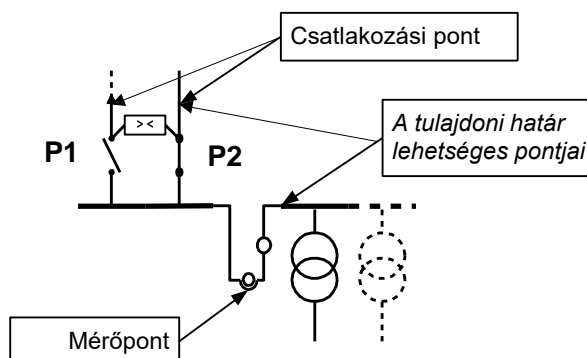 Csatlakozási pont
> <
P1
P2
A tulajdoni határ
lehetséges pontjai
Mérőpont